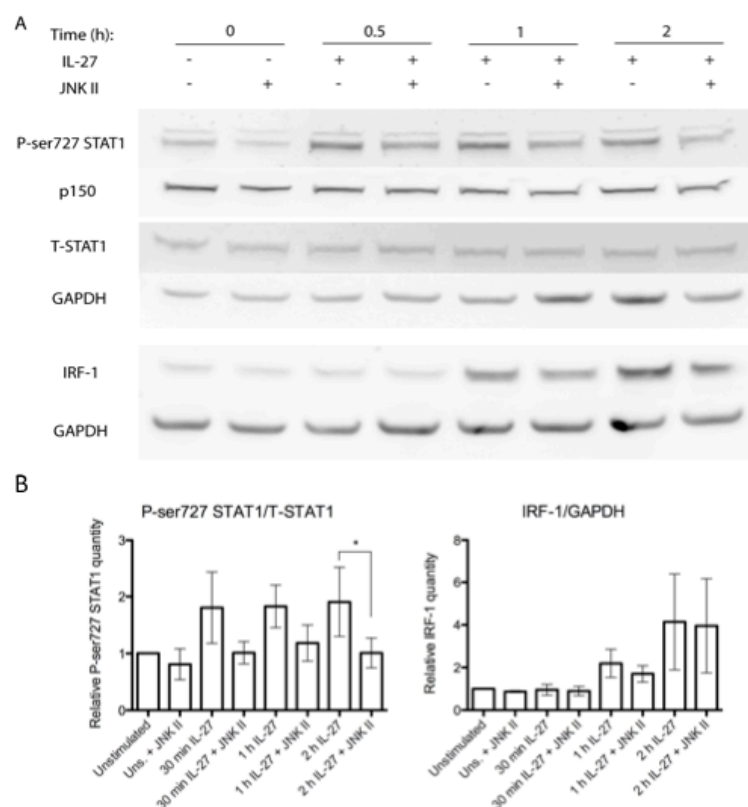 A
Time (h): 0 0.5 1 2
IL-27 - - + + + + + +
JNK II - + - + - + - +
P-ser727 STAT1
p150
T-STAT1
GAPDH
IRF-1
GAPDH
B
P-ser727 STAT1/T-STAT1
Relative P-ser727 STAT1 quantity
3
2
1
0
Unstimulated
Uns. + JNK II
30 min IL-27
30 min IL-27 + JNK II
1 h IL-27
1 h IL-27 + JNK II
2 h IL-27
2 h IL-27 + JNK II
*
IRF-1/GAPDH
Relative IRF-1 quantity
8
6
4
2
0
Unstimulated
Uns. + JNK II
30 min IL-27
30 min IL-27 + JNK II
1 h IL-27
1 h IL-27 + JNK II
2 h IL-27
2 h IL-27 + JNK II